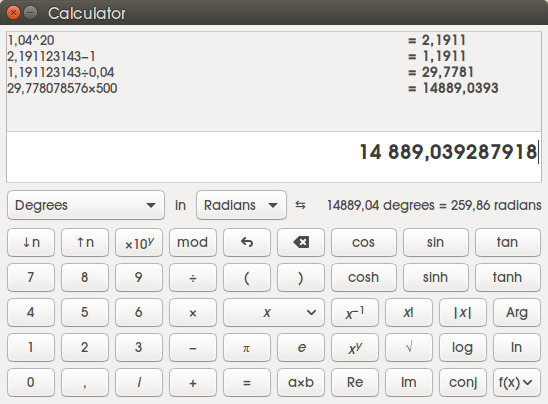 Calculator
1,04^20 = 2,1911
2,191123143−1 = 1,1911
1,191123143÷0,04 = 29,7781
29,778078576×500 = 14889,0393
14 889,039287918
Degrees in Radians ⇆ 14889,04 degrees = 259,86 radians
↓n ↑n ×10ʸ mod cos sin tan
7 8 9 ÷ ( ) cosh sinh tanh
4 5 6 × x x⁻¹ x! |x| Arg
1 2 3 − π e xʸ √ log ln
0 , i + = a×b Re Im conj f(x)